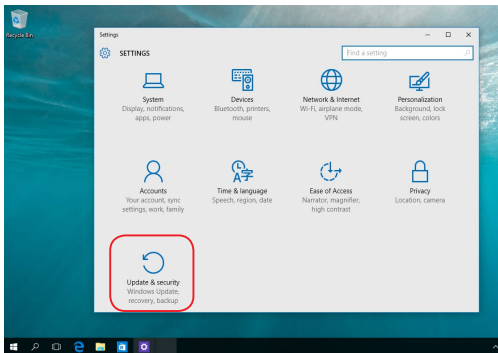 Recycle Bin
Settings
SETTINGS
Find a setting
System
Display, notifications,
apps, power
Devices
Bluetooth, printers,
mouse
Network & Internet
Wi-Fi, airplane mode,
VPN
Personalization
Background, lock
screen, colors
Accounts
Your account, sync
settings, work, family
Time & language
Speech, region, date
Ease of Access
Narrator, magnifier,
high contrast
Privacy
Location, camera
Update & security
Windows Update,
recovery, backup